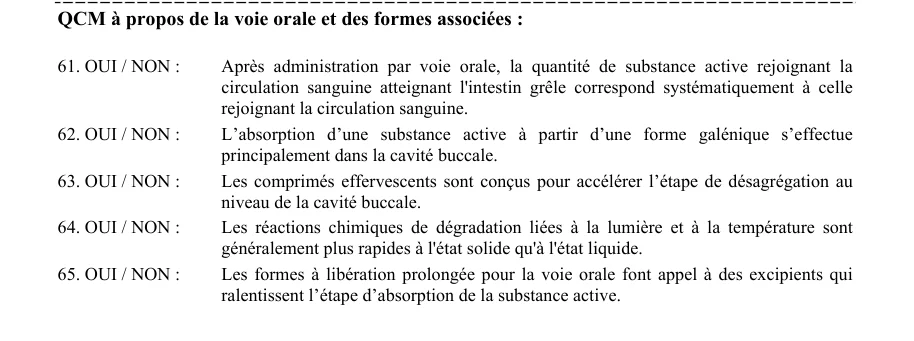 QCM à propos de la voie orale et des formes associées :
61. OUI / NON : Après administration par voie orale, la quantité de substance active rejoignant la
circulation sanguine atteignant l'intestin grêle correspond systématiquement à celle
rejoignant la circulation sanguine.
62. OUI / NON : L’absorption d’une substance active à partir d’une forme galénique s’effectue
principalement dans la cavité buccale.
63. OUI / NON : Les comprimés effervescents sont conçus pour accélérer l’étape de désagrégation au
niveau de la cavité buccale.
64. OUI / NON : Les réactions chimiques de dégradation liées à la lumière et à la température sont
généralement plus rapides à l'état solide qu'à l'état liquide.
65. OUI / NON : Les formes à libération prolongée pour la voie orale font appel à des excipients qui
ralentissent l’étape d’absorption de la substance active.